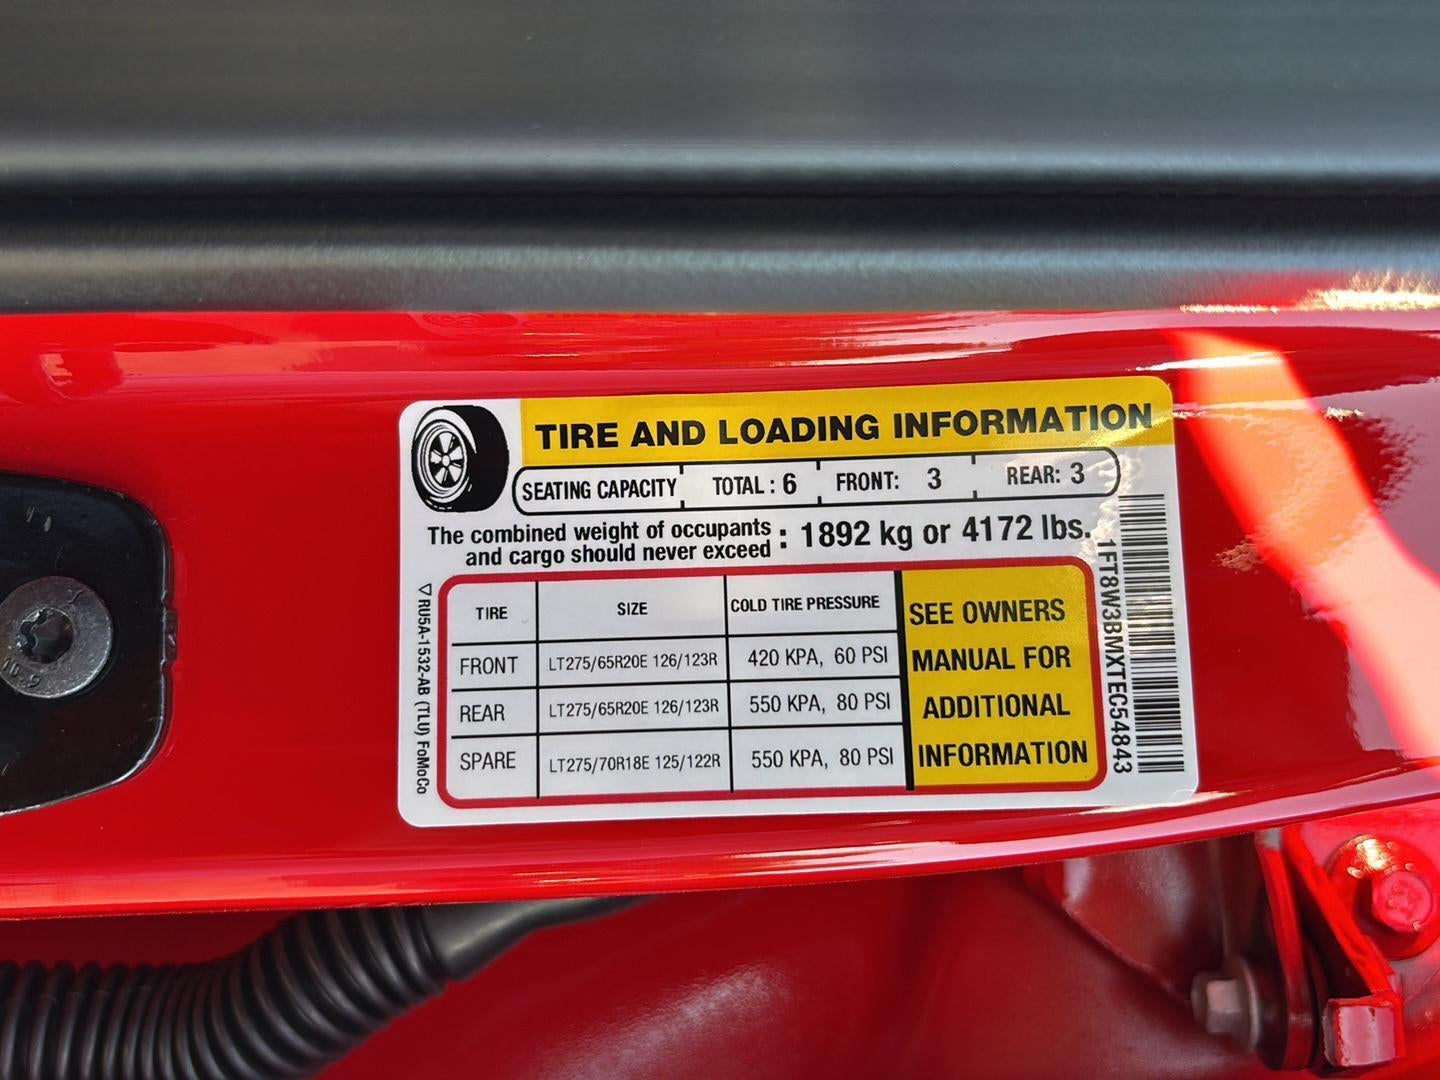 TIRE AND LOADING INFORMATION
SEATING CAPACITY TOTAL : 6 FRONT: 3 REAR: 3
The combined weight of occupants
and cargo should never exceed : 1892 kg or 4172 lbs.
TIRE SIZE COLD TIRE PRESSURE
FRONT LT275/65R20E 126/123R 420 KPA, 60 PSI
REAR LT275/65R20E 126/123R 550 KPA, 80 PSI
SPARE LT275/70R18E 125/122R 550 KPA, 80 PSI
SEE OWNERS
MANUAL FOR
ADDITIONAL
INFORMATION
RU5A-1532-AB (TLU) FoMoCo
1FT8W3BMXTEC54843
10.9